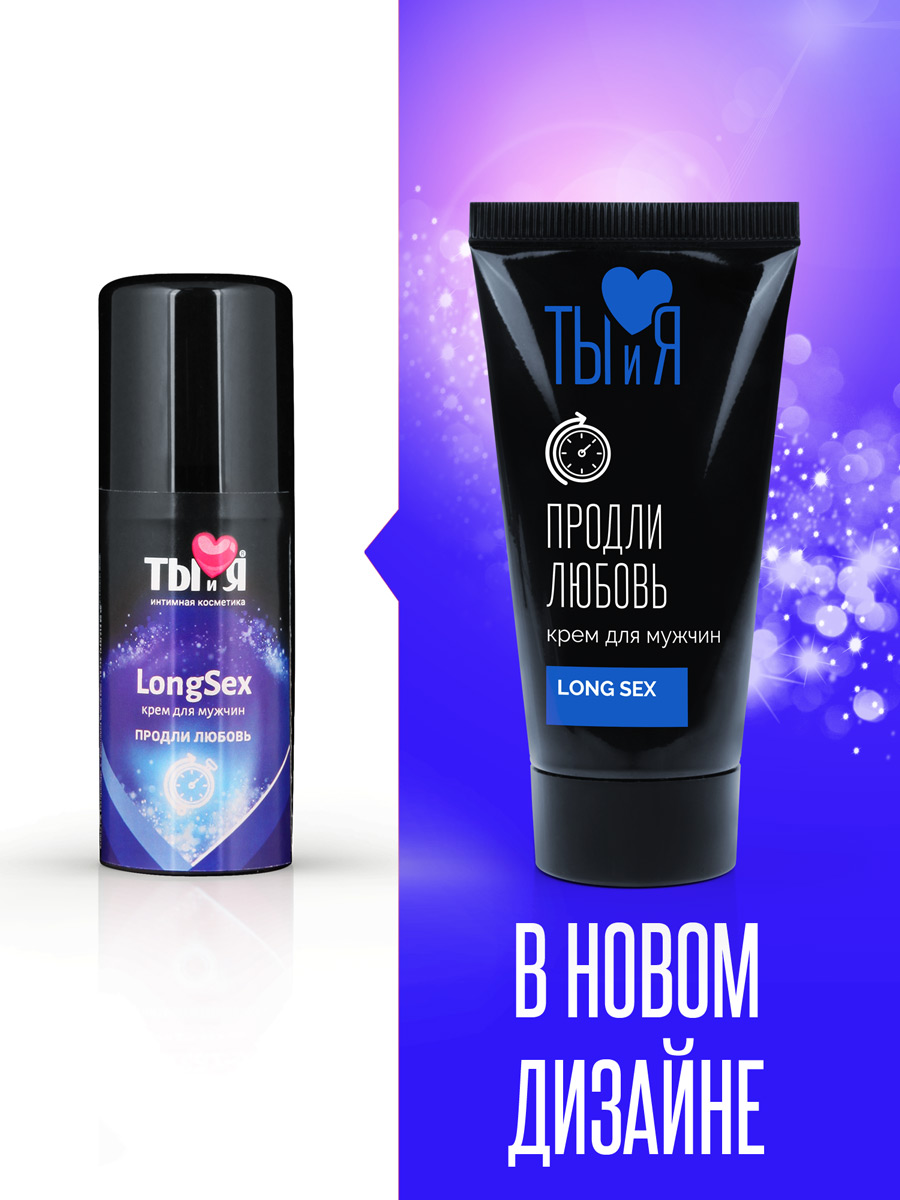 ТЫ и Я®
интимная косметика
LongSex
крем для мужчин
ПРОДЛИ ЛЮБОВЬ
ТЫ и Я
ПРОДЛИ
ЛЮБОВЬ
крем для мужчин
LONG SEX
В НОВОМ
ДИЗАЙНЕ